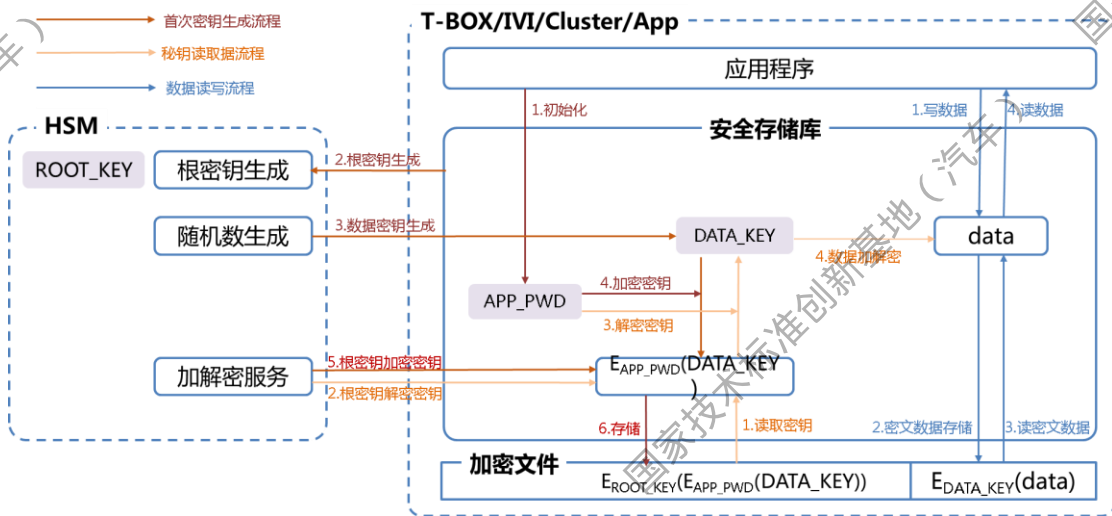 首次密钥生成流程
秘钥读取据流程
数据读写流程
T-BOX/IVI/Cluster/App
应用程序
1.初始化
1.写数据
4.读数据
HSM
安全存储库
ROOT_KEY
根密钥生成
2.根密钥生成
随机数生成
3.数据密钥生成
DATA_KEY
data
4.数据加解密
APP_PWD
4.加密密钥
3.解密密钥
加解密服务
5.根密钥加密密钥
2.根密钥解密密钥
E_APP_PWD(DATA_KEY
)
6.存储
1.读取密钥
2.密文数据存储
3.读密文数据
加密文件
E_ROOT_KEY(E_APP_PWD(DATA_KEY))
E_DATA_KEY(data)
国家技术标准创新基地（汽车）
车）
国